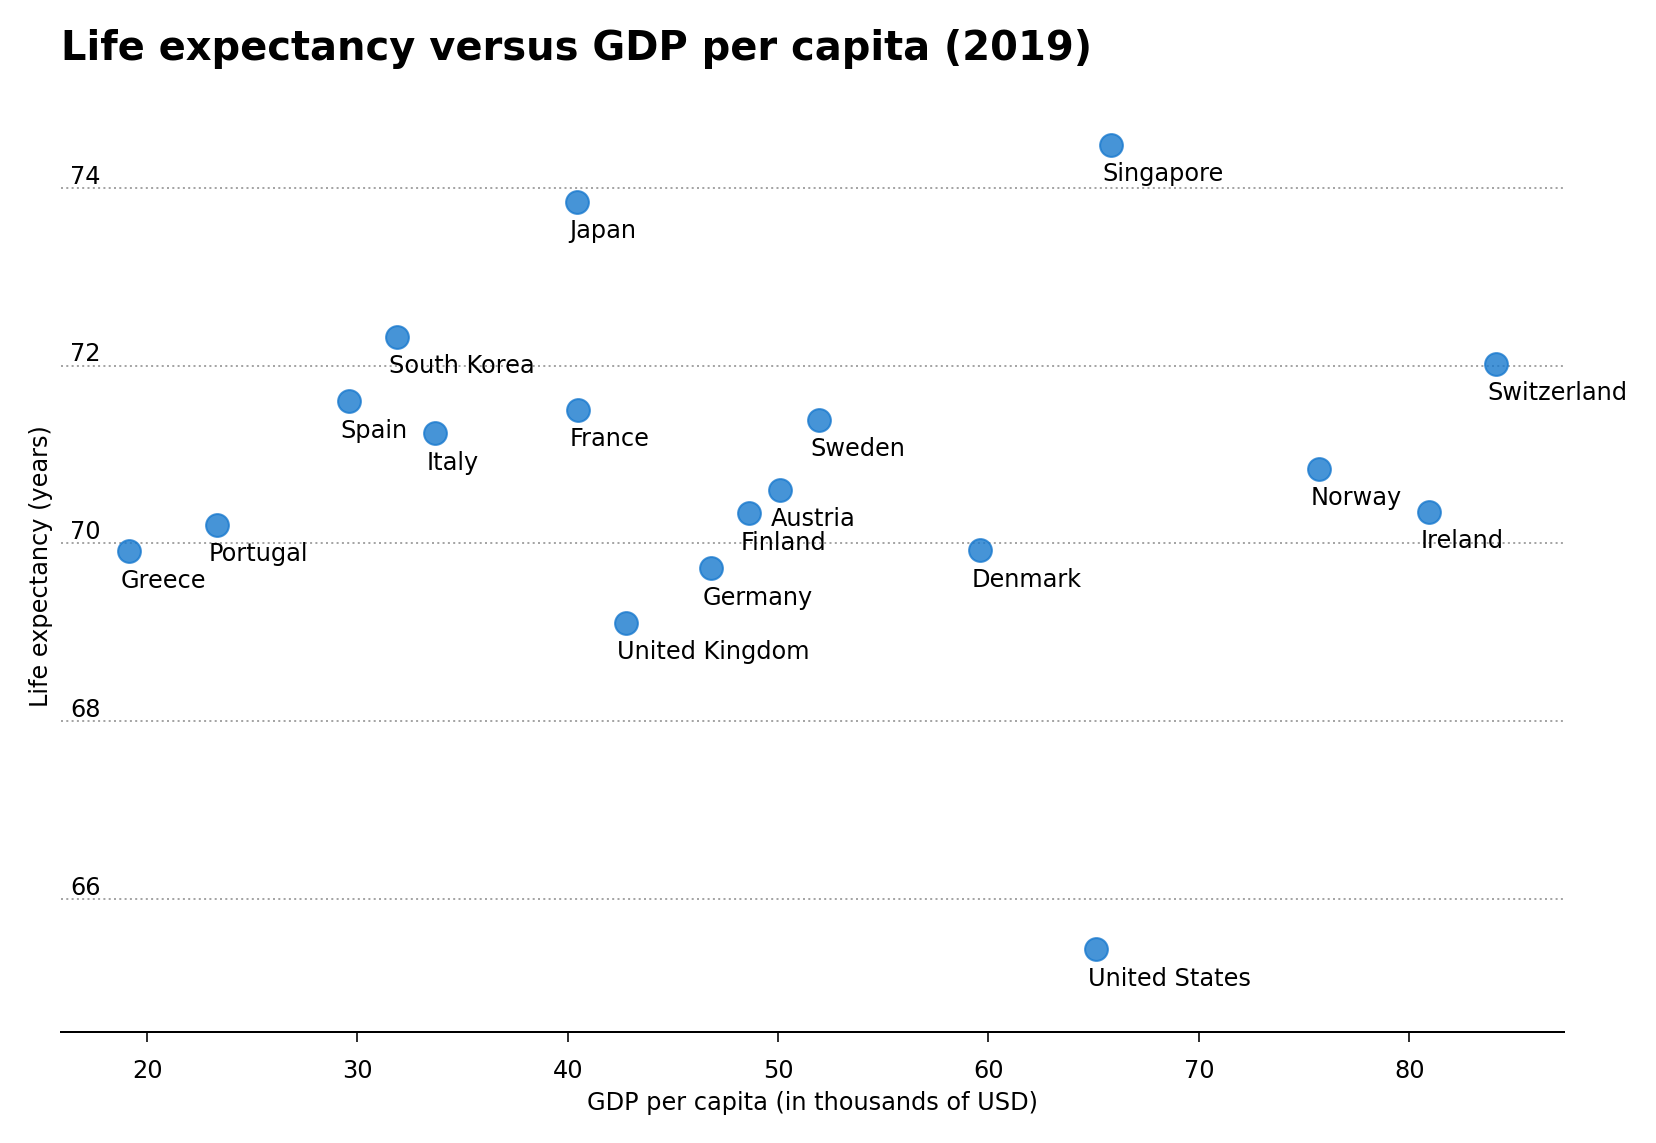 Life expectancy versus GDP per capita (2019)
74
Singapore
Japan
72
South Korea
Switzerland
Spain
France
Sweden
Italy
Norway
Austria
70
Finland
Ireland
Portugal
Greece
Denmark
Germany
United Kingdom
68
66
United States
Life expectancy (years)
20 30 40 50 60 70 80
GDP per capita (in thousands of USD)